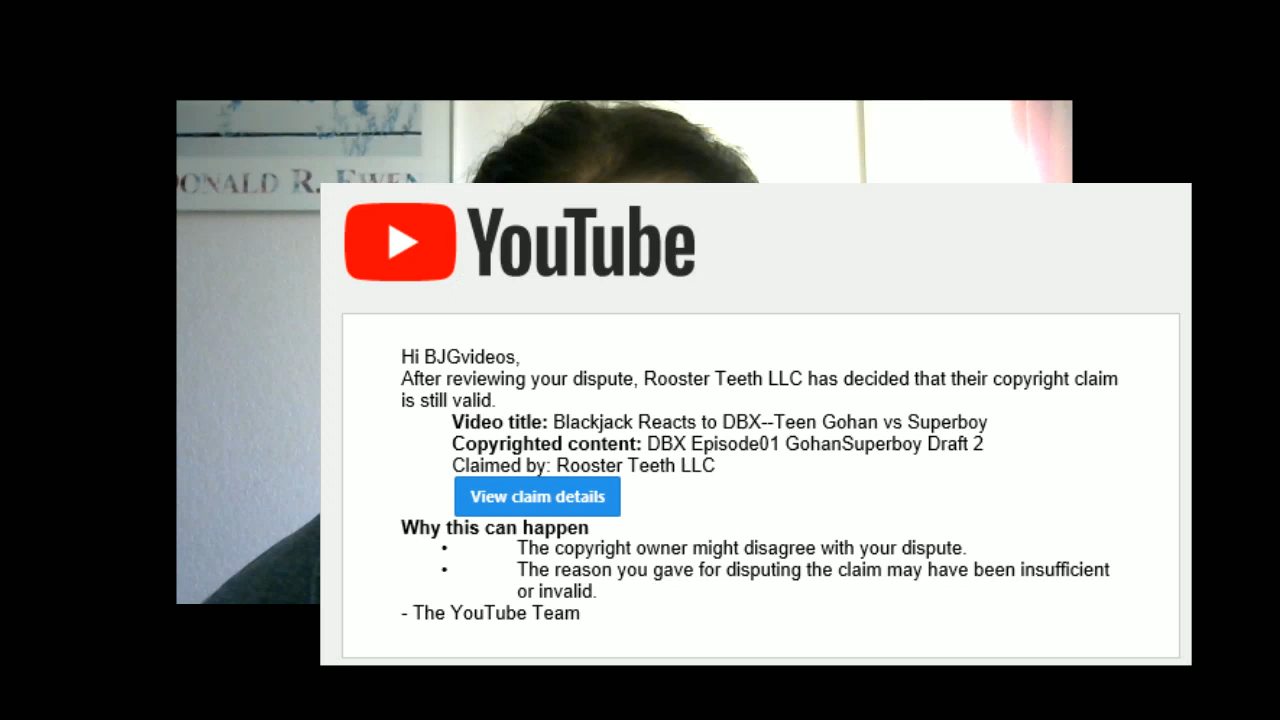 DONALD R. EWEN
YouTube
Hi BJGvideos,
After reviewing your dispute, Rooster Teeth LLC has decided that their copyright claim
is still valid.
Video title: Blackjack Reacts to DBX--Teen Gohan vs Superboy
Copyrighted content: DBX Episode01 GohanSuperboy Draft 2
Claimed by: Rooster Teeth LLC
View claim details
Why this can happen
• The copyright owner might disagree with your dispute.
• The reason you gave for disputing the claim may have been insufficient
or invalid.
- The YouTube Team